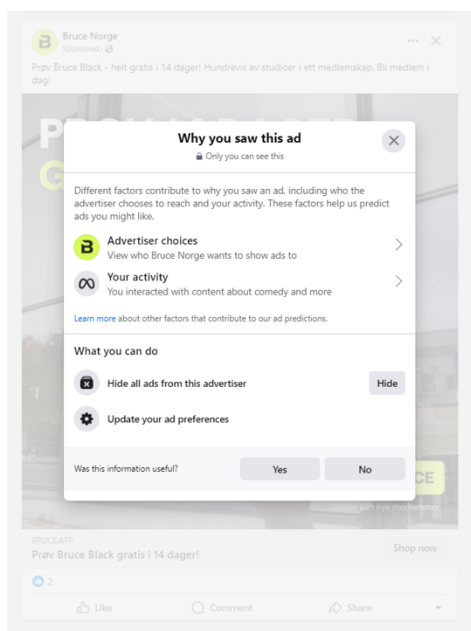 Bruce Norge
Sponsored ·
Prøv Bruce Black - helt gratis i 14 dager! Hundrevis av studioer i ett medlemskap. Bli medlem i
dag!
Why you saw this ad
Only you can see this
Different factors contribute to why you saw an ad, including who the
advertiser chooses to reach and your activity. These factors help us predict
ads you might like.
Advertiser choices
View who Bruce Norge wants to show ads to
Your activity
You interacted with content about comedy and more
Learn more about other factors that contribute to our ad predictions.
What you can do
Hide all ads from this advertiser
Hide
Update your ad preferences
Was this information useful?
Yes
No
nye medlemmer
BRUCE.APP
Prøv Bruce Black gratis i 14 dager!
Shop now
2
Like
Comment
Share